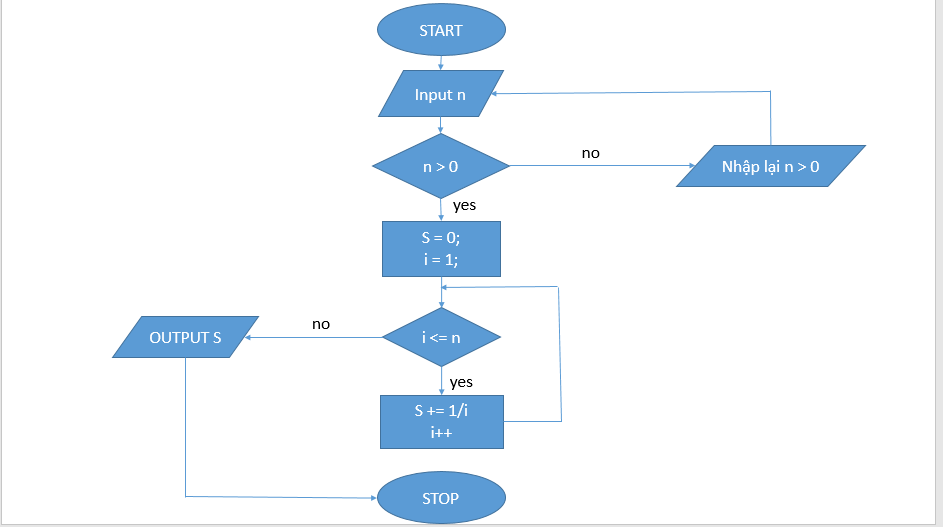 START
Input n
n > 0
no
Nhập lại n > 0
yes
S = 0;
i = 1;
i <= n
no
OUTPUT S
yes
S += 1/i
i++
STOP